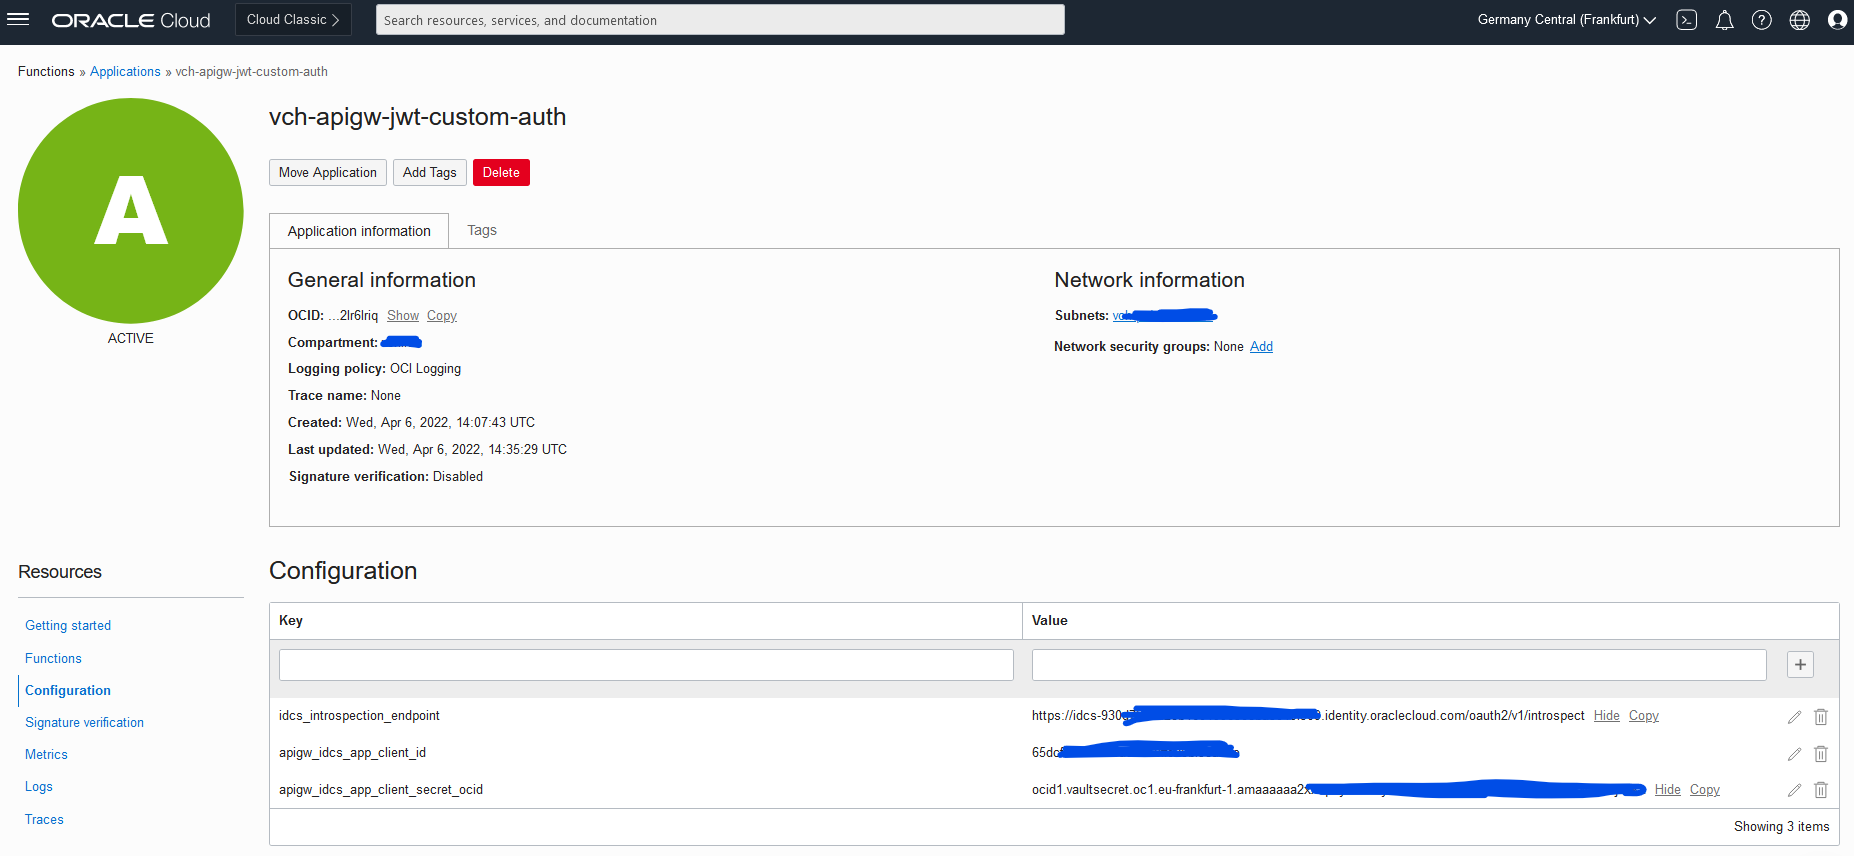 ORACLE Cloud
Cloud Classic
Search resources, services, and documentation
Germany Central (Frankfurt)
Functions » Applications » vch-apigw-jwt-custom-auth
A
ACTIVE
vch-apigw-jwt-custom-auth
Move Application Add Tags Delete
Application information Tags
General information
OCID: ...2lr6lriq Show Copy
Compartment:
Logging policy: OCI Logging
Trace name: None
Created: Wed, Apr 6, 2022, 14:07:43 UTC
Last updated: Wed, Apr 6, 2022, 14:35:29 UTC
Signature verification: Disabled
Network information
Subnets:
Network security groups: None Add
Resources
Getting started
Functions
Configuration
Signature verification
Metrics
Logs
Traces
Configuration
Key Value
+
idcs_introspection_endpoint https://idcs-930 .identity.oraclecloud.com/oauth2/v1/introspect Hide Copy
apigw_idcs_app_client_id 65dc
apigw_idcs_app_client_secret_ocid ocid1.vaultsecret.oc1.eu-frankfurt-1.amaaaaaa2 Hide Copy
Showing 3 items